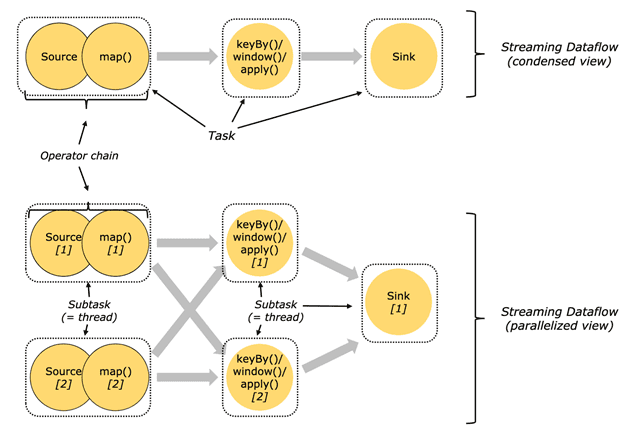 Source
map()
keyBy()/
window()/
apply()
Sink
Streaming Dataflow
(condensed view)
Task
Operator chain
Source
[1]
map()
[1]
keyBy()/
window()/
apply()
[1]
Subtask
(= thread)
Subtask
(= thread)
Sink
[1]
Streaming Dataflow
(parallelized view)
Source
[2]
map()
[2]
keyBy()/
window()/
apply()
[2]